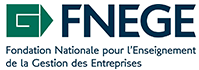 FNEGE
Fondation Nationale pour l'Enseignement
de la Gestion des Entreprises